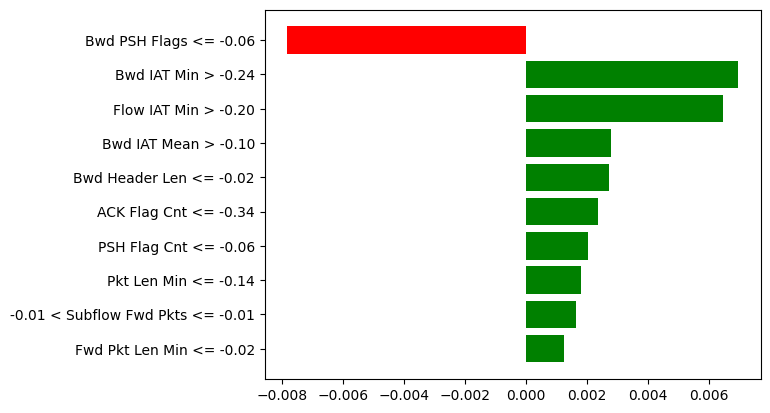 Bwd PSH Flags <= -0.06
Bwd IAT Min > -0.24
Flow IAT Min > -0.20
Bwd IAT Mean > -0.10
Bwd Header Len <= -0.02
ACK Flag Cnt <= -0.34
PSH Flag Cnt <= -0.06
Pkt Len Min <= -0.14
-0.01 < Subflow Fwd Pkts <= -0.01
Fwd Pkt Len Min <= -0.02
−0.008 −0.006 −0.004 −0.002 0.000 0.002 0.004 0.006